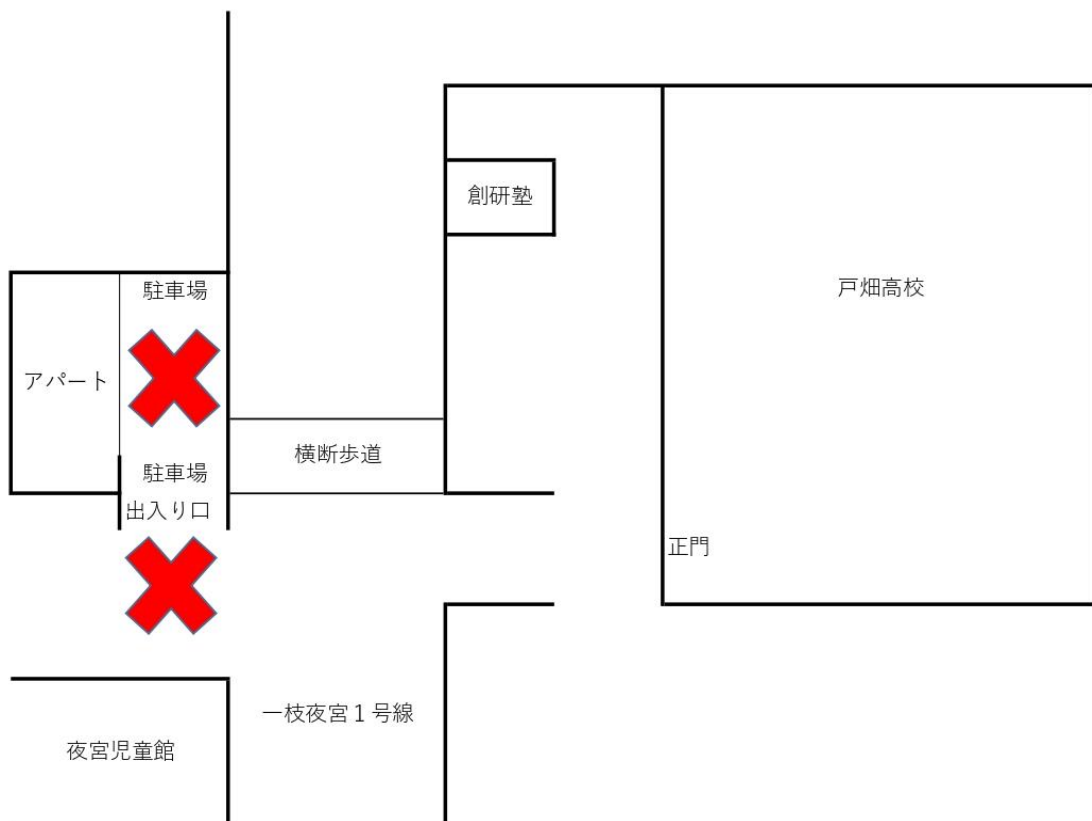 創研塾
駐車場
戸畑高校
アパート
横断歩道
駐車場
出入り口
正門
一枝夜宮１号線
夜宮児童館